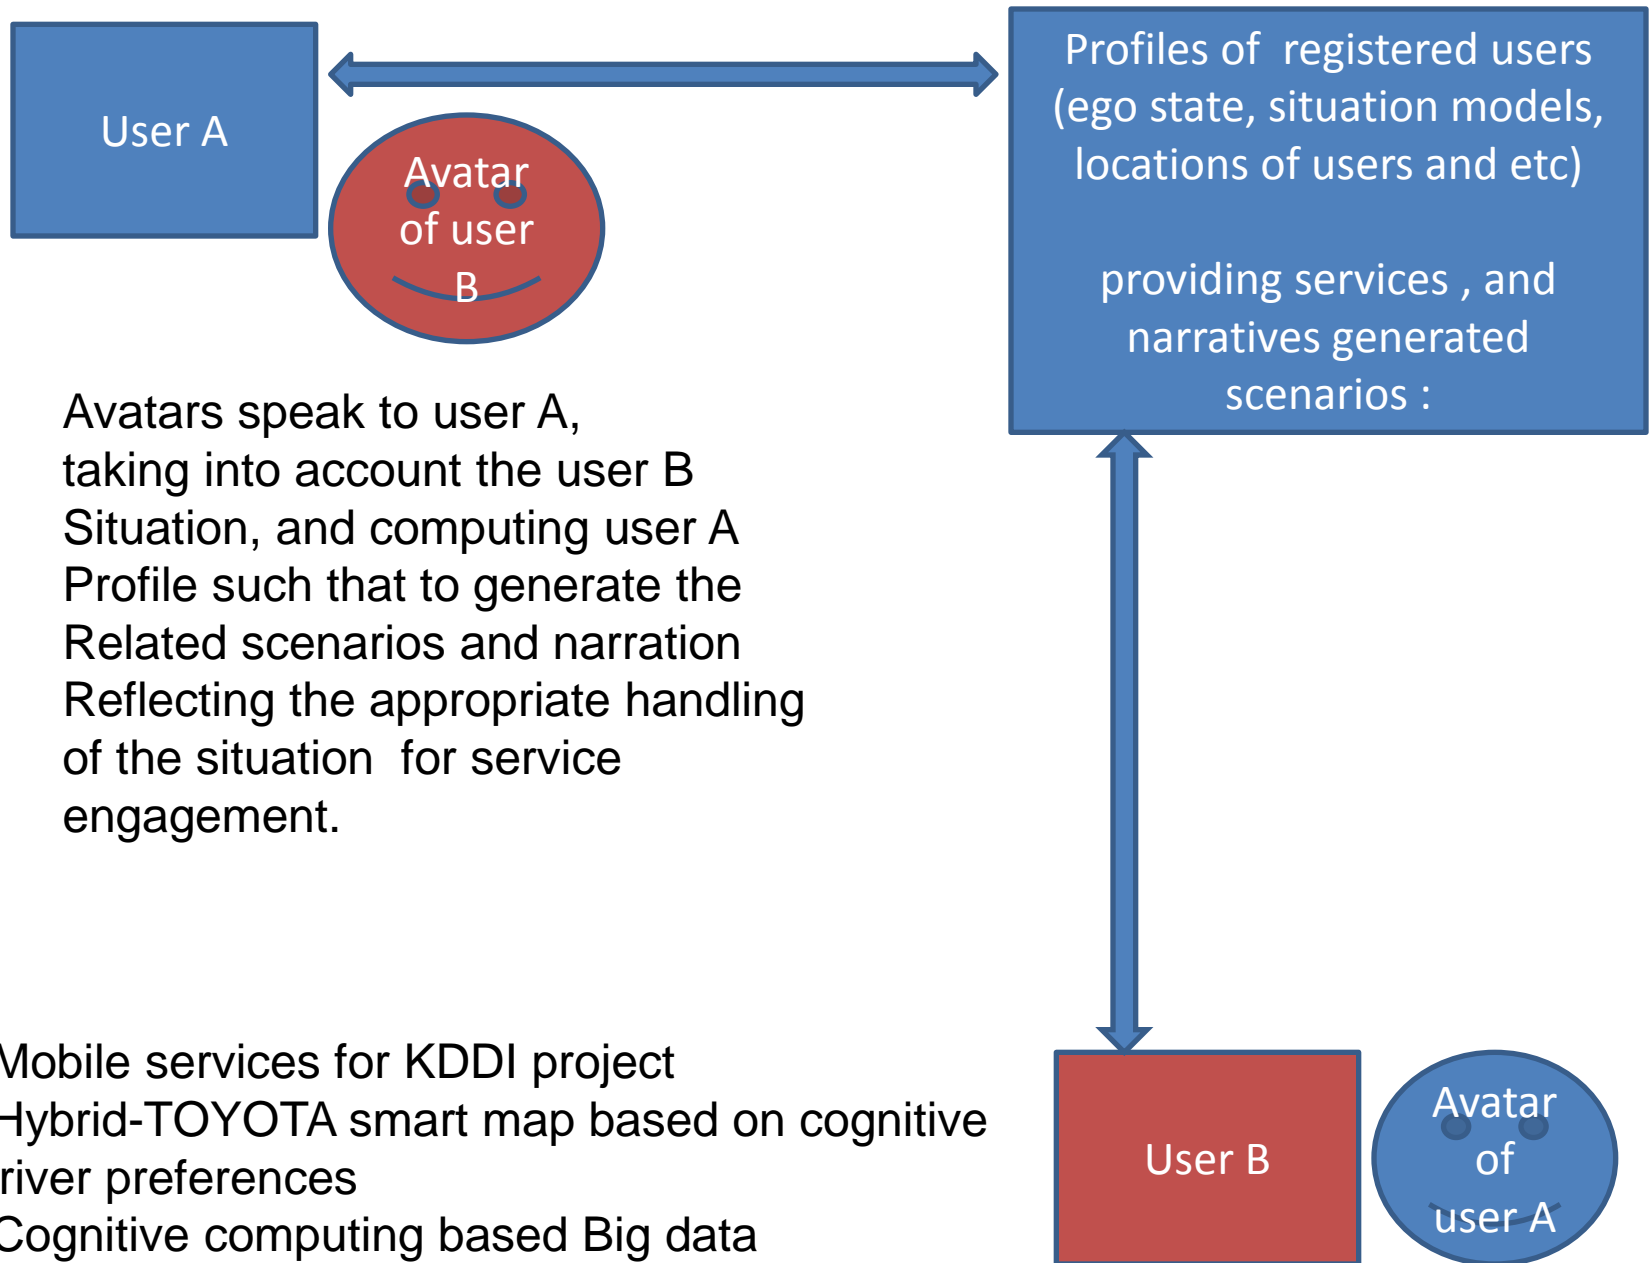 User A
Avatar
of user
B
Profiles of registered users
(ego state, situation models,
locations of users and etc)
providing services , and
narratives generated
scenarios :
Avatars speak to user A,
taking into account the user B
Situation, and computing user A
Profile such that to generate the
Related scenarios and narration
Reflecting the appropriate handling
of the situation for service
engagement.
Mobile services for KDDI project
Hybrid-TOYOTA smart map based on cognitive
river preferences
Cognitive computing based Big data
User B
Avatar
of
user A